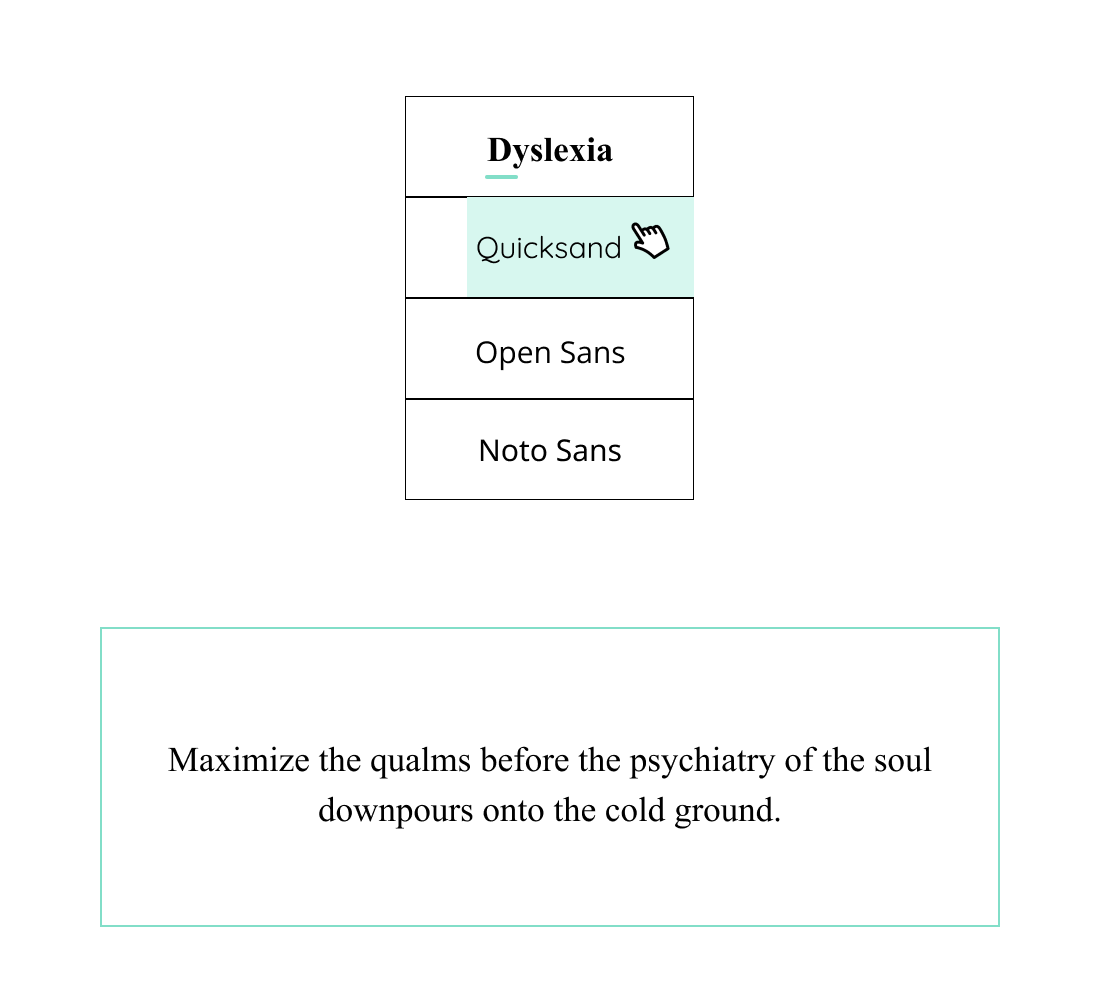 Dyslexia
Quicksand
Open Sans
Noto Sans
Maximize the qualms before the psychiatry of the soul
downpours onto the cold ground.